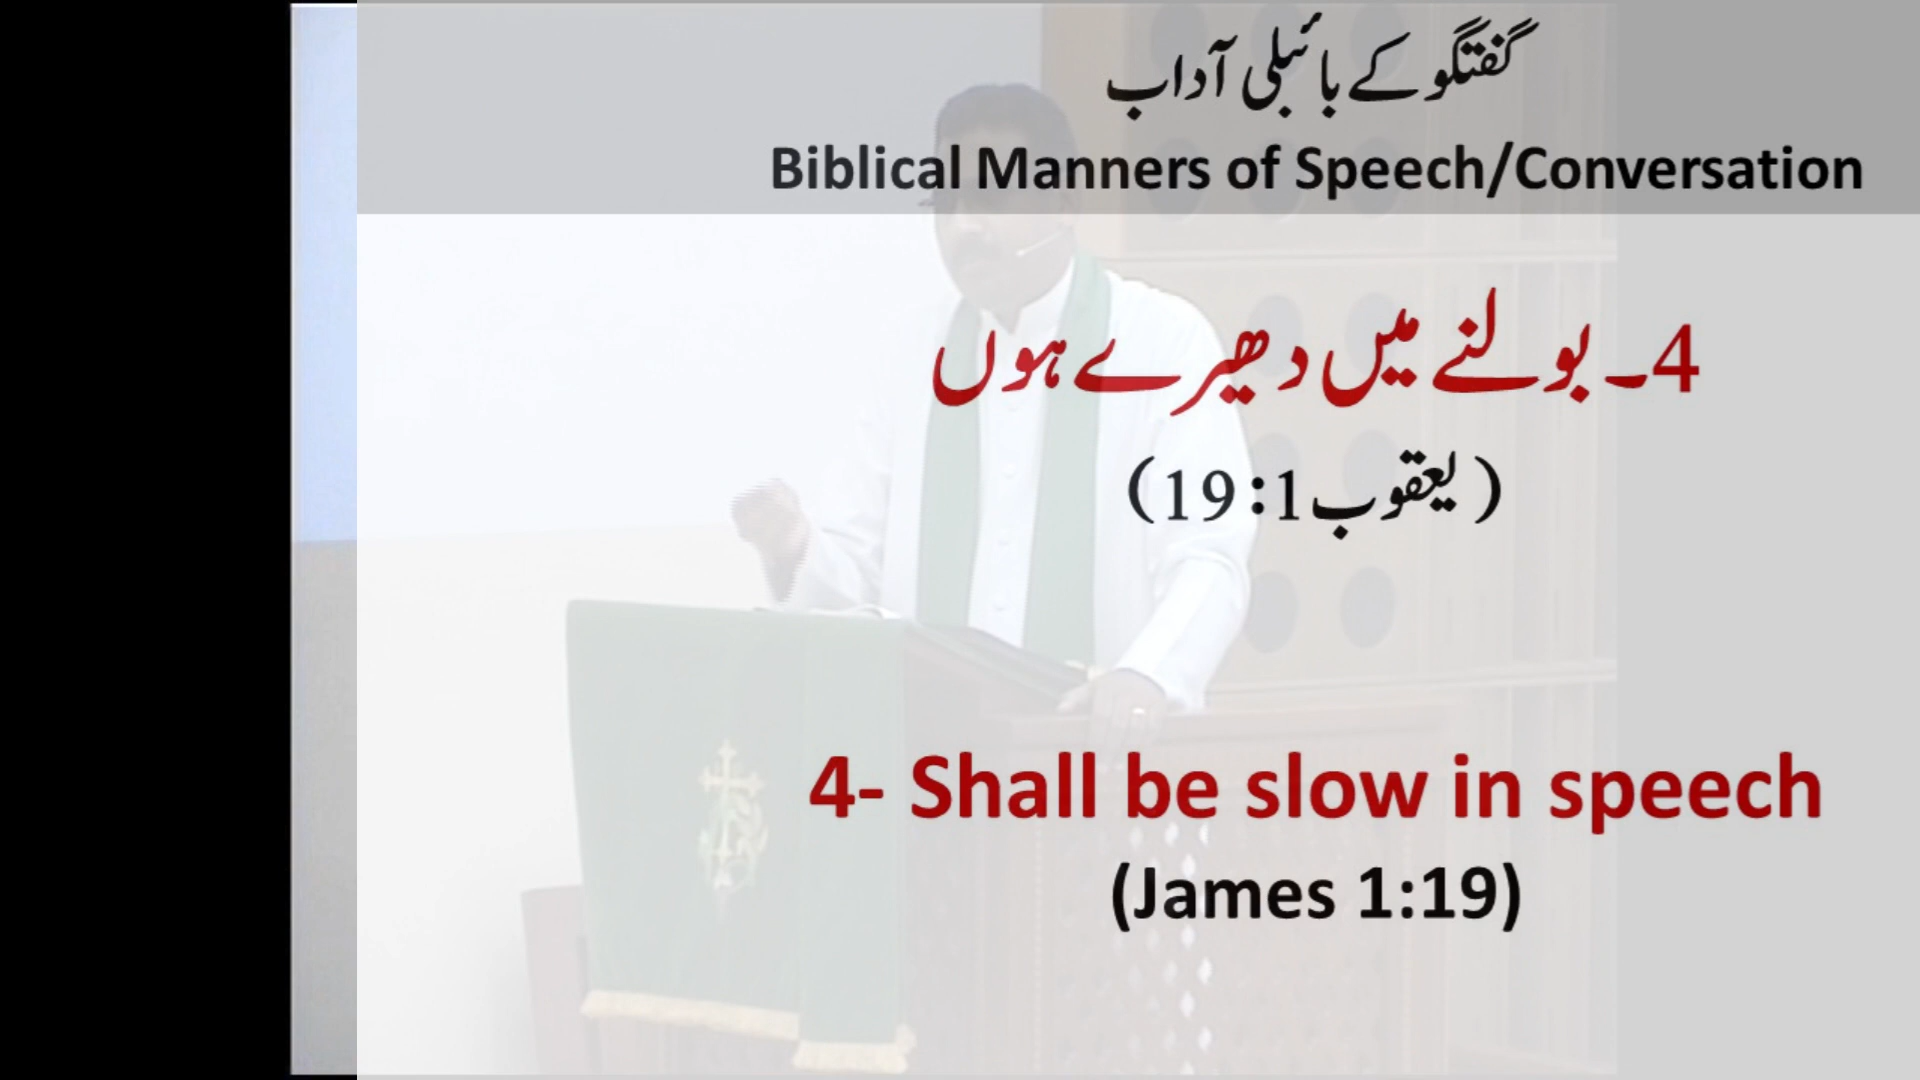 گفتگو کے بائبلی آداب
Biblical Manners of Speech/Conversation
4۔ بولنے میں دھیرے ہوں
(یعقوب 1:19)
4- Shall be slow in speech
(James 1:19)